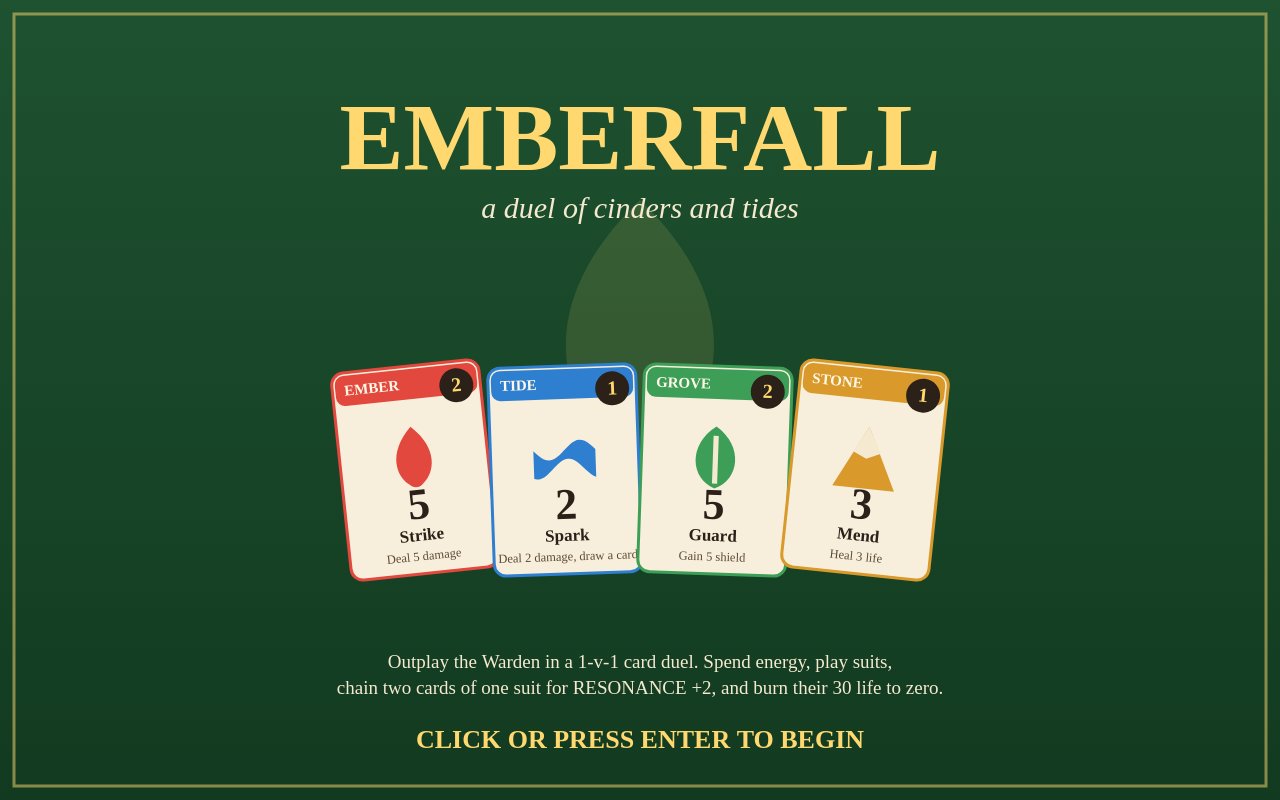 EMBERFALL
a duel of cinders and tides
EMBER 2
5
Strike
Deal 5 damage
TIDE 1
2
Spark
Deal 2 damage, draw a card
GROVE 2
5
Guard
Gain 5 shield
STONE 1
3
Mend
Heal 3 life
Outplay the Warden in a 1-v-1 card duel. Spend energy, play suits,
chain two cards of one suit for RESONANCE +2, and burn their 30 life to zero.
CLICK OR PRESS ENTER TO BEGIN